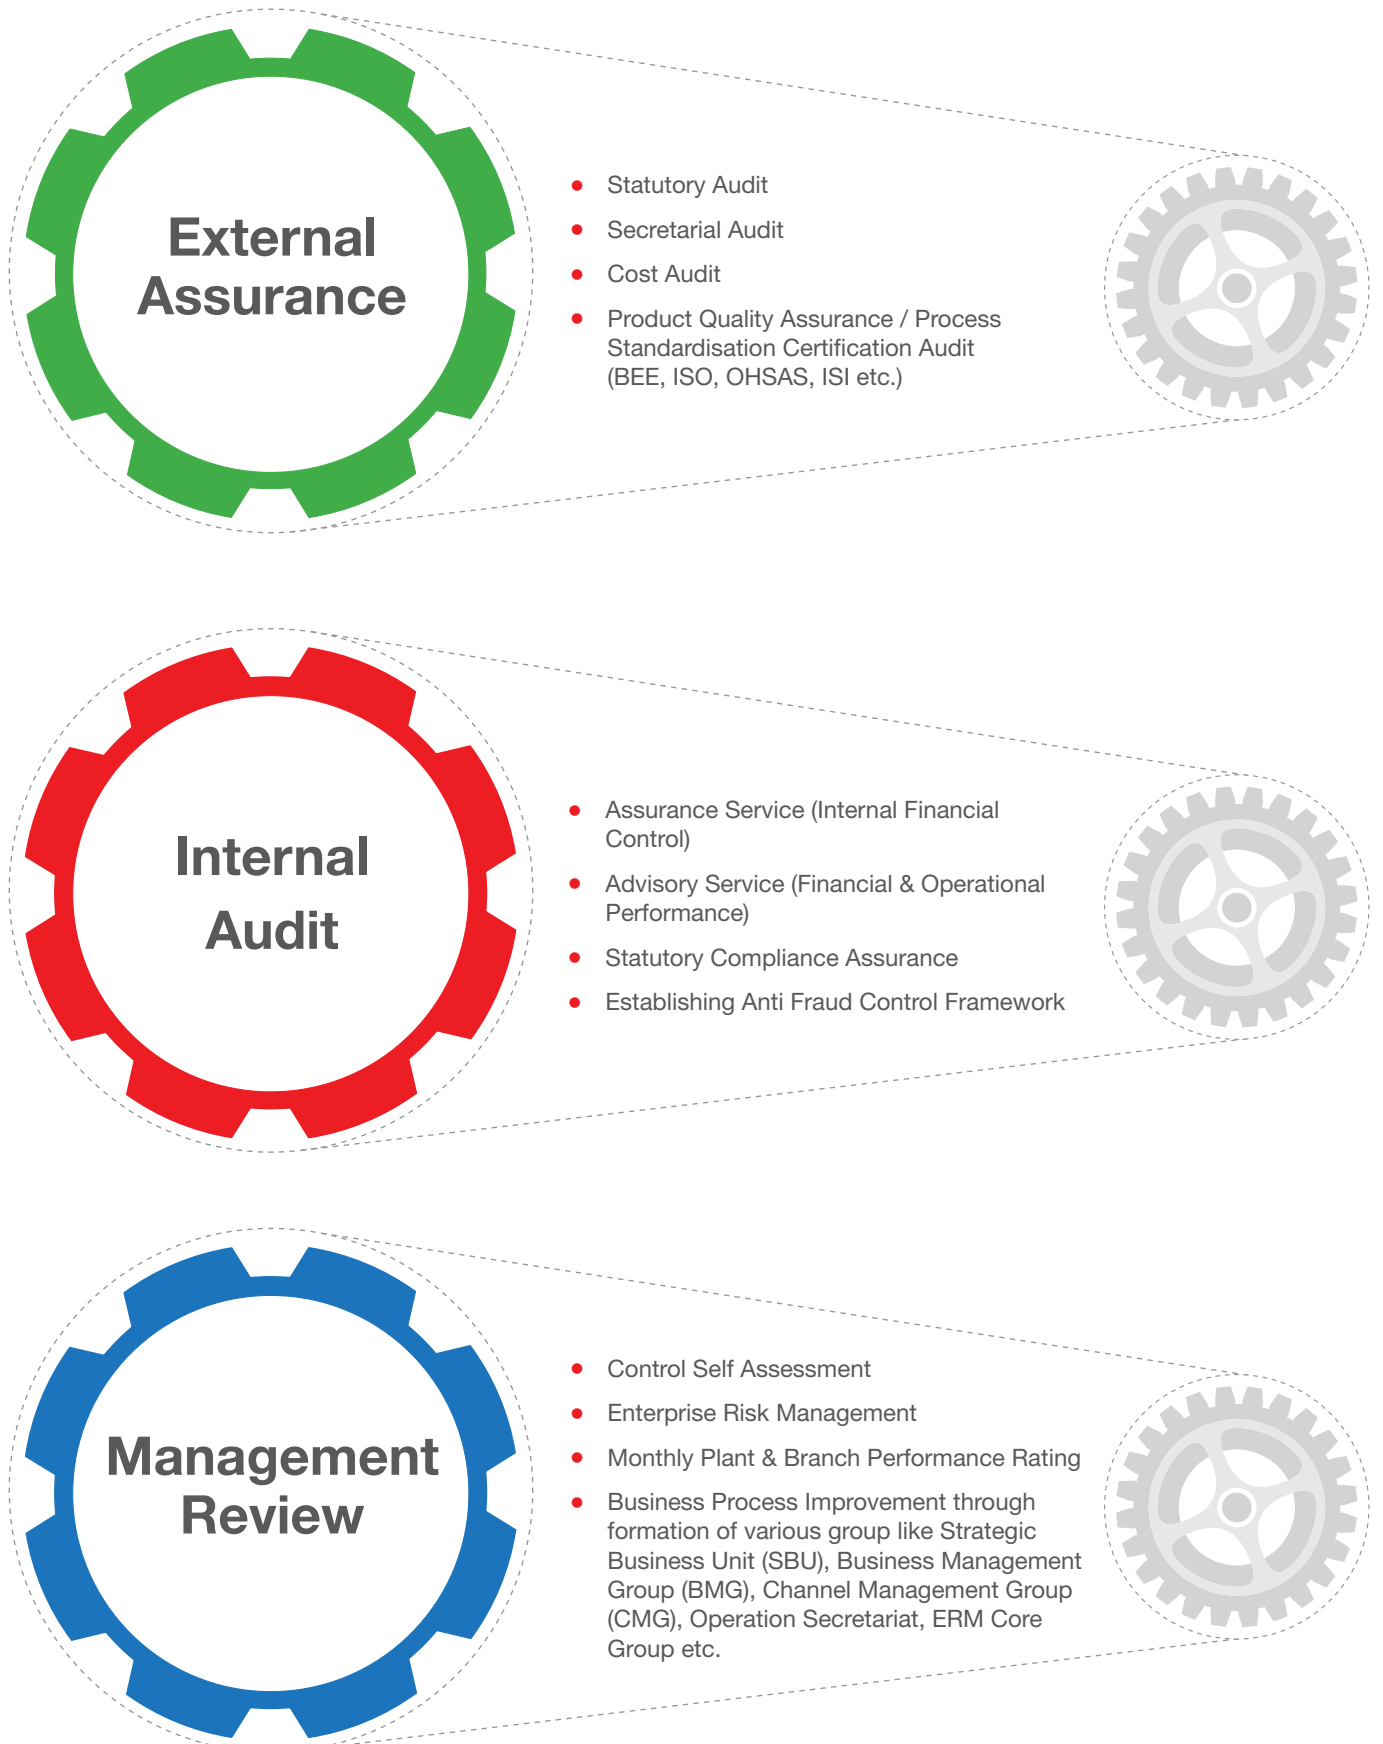 External
Assurance
• Statutory Audit
• Secretarial Audit
• Cost Audit
• Product Quality Assurance / Process
Standardisation Certification Audit
(BEE, ISO, OHSAS, ISI etc.)
Internal
Audit
• Assurance Service (Internal Financial
Control)
• Advisory Service (Financial & Operational
Performance)
• Statutory Compliance Assurance
• Establishing Anti Fraud Control Framework
Management
Review
• Control Self Assessment
• Enterprise Risk Management
• Monthly Plant & Branch Performance Rating
• Business Process Improvement through
formation of various group like Strategic
Business Unit (SBU), Business Management
Group (BMG), Channel Management Group
(CMG), Operation Secretariat, ERM Core
Group etc.